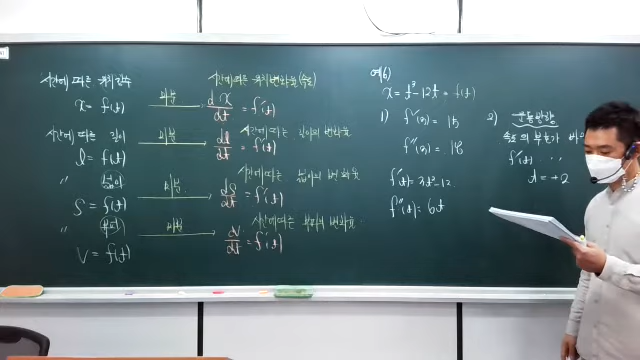 시간에 따른 위치함수
x = f(t)
미분
시간에 따른 위치변화율(속도)
dx/dt = f'(t)
시간에 따른 길이
l = f(t)
미분
시간에 따른 길이의 변화율
dl/dt = f'(t)
" 넓이
S = f(t)
미분
시간에 따른 넓이의 변화율
dS/dt = f'(t)
" 부피
V = f(t)
미분
시간에 따른 부피의 변화율
dV/dt = f'(t)
예6)
x = t³-12t = f(t)
1) f'(3) = 15
f''(3) = 18
f'(t) = 3t²-12
f''(t) = 6t
2) 운동방향
속도의 부호가
f'(t)
t = +2